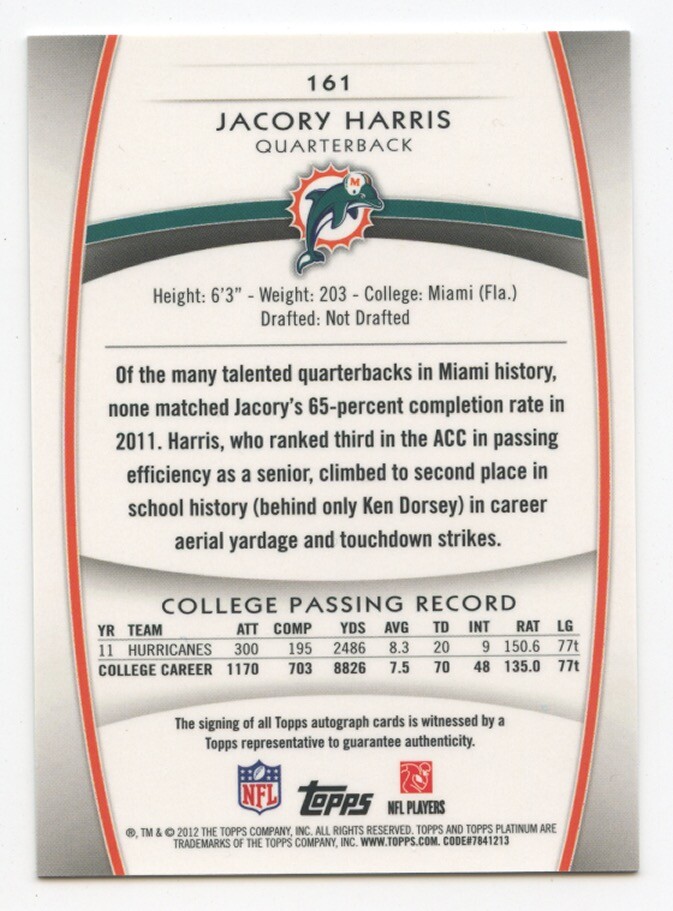 161
JACORY HARRIS
QUARTERBACK
M
Height: 6'3" - Weight: 203 - College: Miami (Fla.)
Drafted: Not Drafted
Of the many talented quarterbacks in Miami history,
none matched Jacory's 65-percent completion rate in
2011. Harris, who ranked third in the ACC in passing
efficiency as a senior, climbed to second place in
school history (behind only Ken Dorsey) in career
aerial yardage and touchdown strikes.
COLLEGE PASSING RECORD
YR TEAM ATT COMP YDS AVG TD INT RAT LG
11 HURRICANES 300 195 2486 8.3 20 9 150.6 77t
COLLEGE CAREER 1170 703 8826 7.5 70 48 135.0 77t
The signing of all Topps autograph cards is witnessed by a
Topps representative to guarantee authenticity.
NFL topps NFL PLAYERS
®, TM & © 2012 THE TOPPS COMPANY, INC. ALL RIGHTS RESERVED. TOPPS AND TOPPS PLATINUM ARE
TRADEMARKS OF THE TOPPS COMPANY, INC. WWW.TOPPS.COM. CODE#7841213